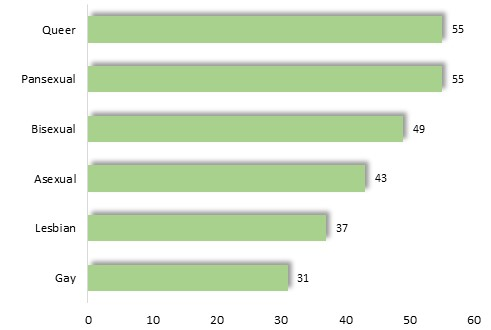 Queer 55
Pansexual 55
Bisexual 49
Asexual 43
Lesbian 37
Gay 31
0 10 20 30 40 50 60